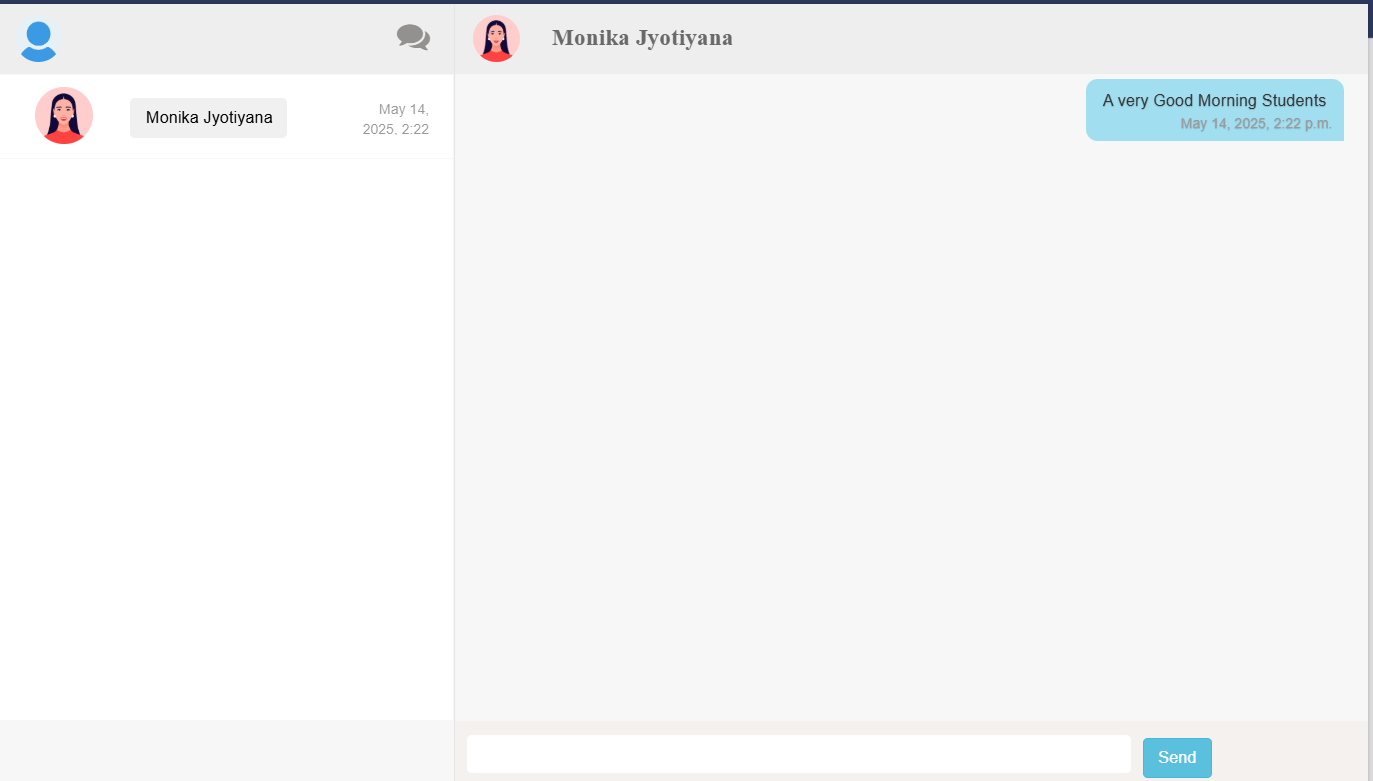 Monika Jyotiyana
Monika Jyotiyana
May 14,
2025, 2:22
A very Good Morning Students
May 14, 2025, 2:22 p.m.
Send